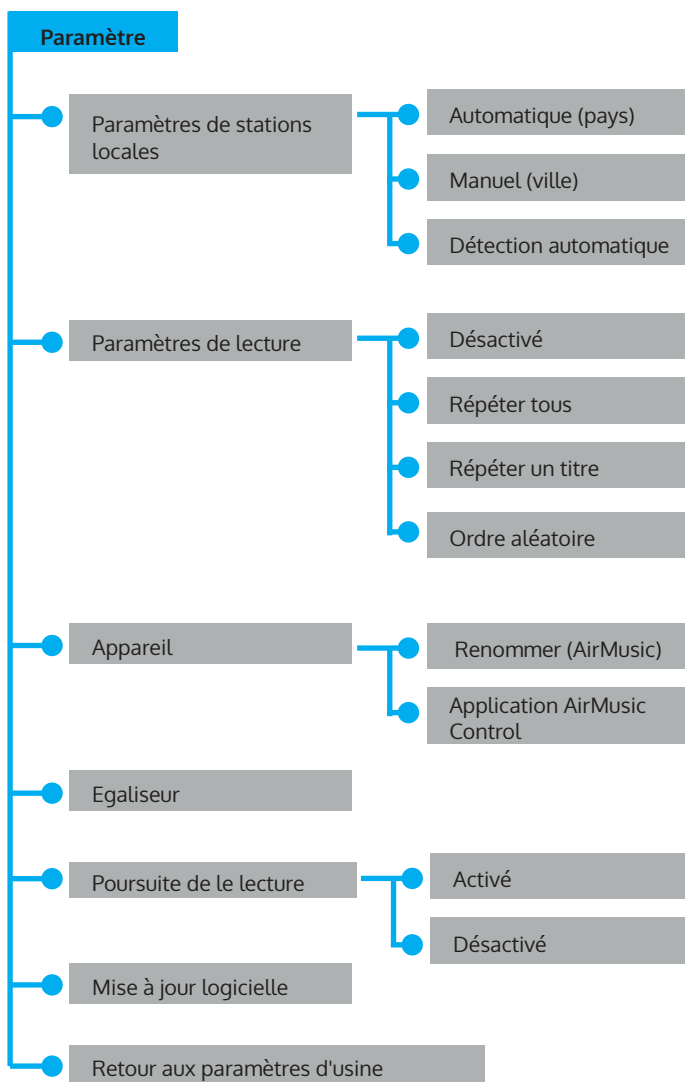 Paramètre
Paramètres de stations
locales
Automatique (pays)
Manuel (ville)
Détection automatique
Paramètres de lecture
Désactivé
Répéter tous
Répéter un titre
Ordre aléatoire
Appareil
Renommer (AirMusic)
Application AirMusic
Control
Egaliseur
Poursuite de le lecture
Activé
Désactivé
Mise à jour logicielle
Retour aux paramètres d'usine